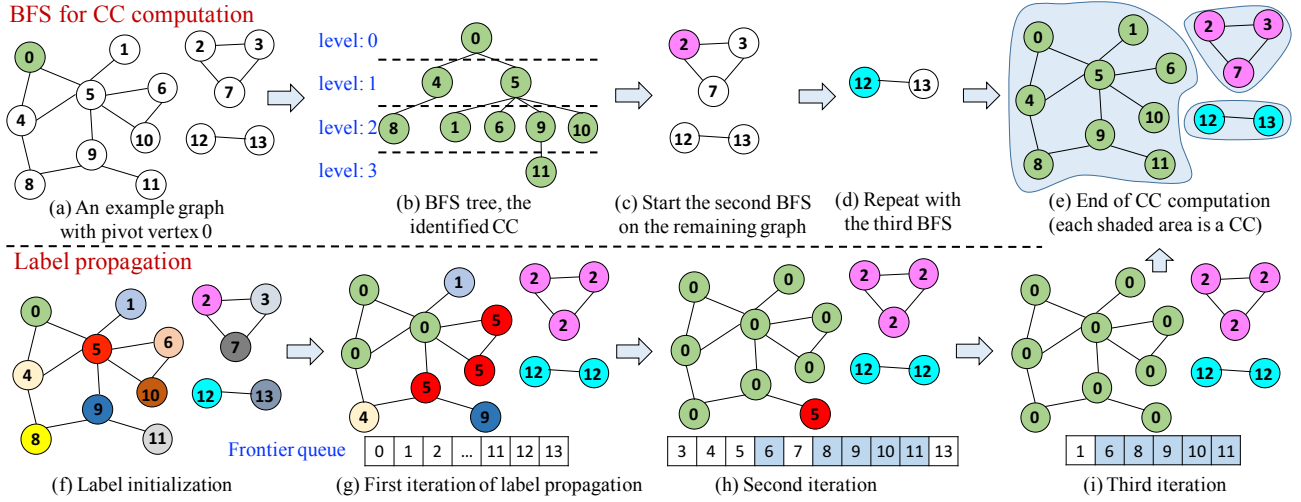 BFS for CC computation
0 1 2 3 4 5 6 7 8 9 10 11 12 13
(a) An example graph
with pivot vertex 0
level: 0
level: 1
level: 2
level: 3
0
4 5
8 1 6 9 10
11
(b) BFS tree, the
identified CC
2 3
7
12 13
(c) Start the second BFS
on the remaining graph
12 13
(d) Repeat with
the third BFS
0 1 2 3 4 5 6 7 8 9 10 11 12 13
(e) End of CC computation
(each shaded area is a CC)
Label propagation
0 1 2 3 4 5 6 7 8 9 10 11 12 13
(f) Label initialization
0 1 2 2
0 0 5 2
5 5 12 12
4 9
Frontier queue
0 1 2 ... 11 12 13
(g) First iteration of label propagation
0 0 2 2
0 0 0 2
0 0 12 12
0 5
3 4 5 6 7 8 9 10 11 13
(h) Second iteration
0 0 2 2
0 0 0 2
0 0 12 12
0 0
1 6 8 9 10 11
(i) Third iteration